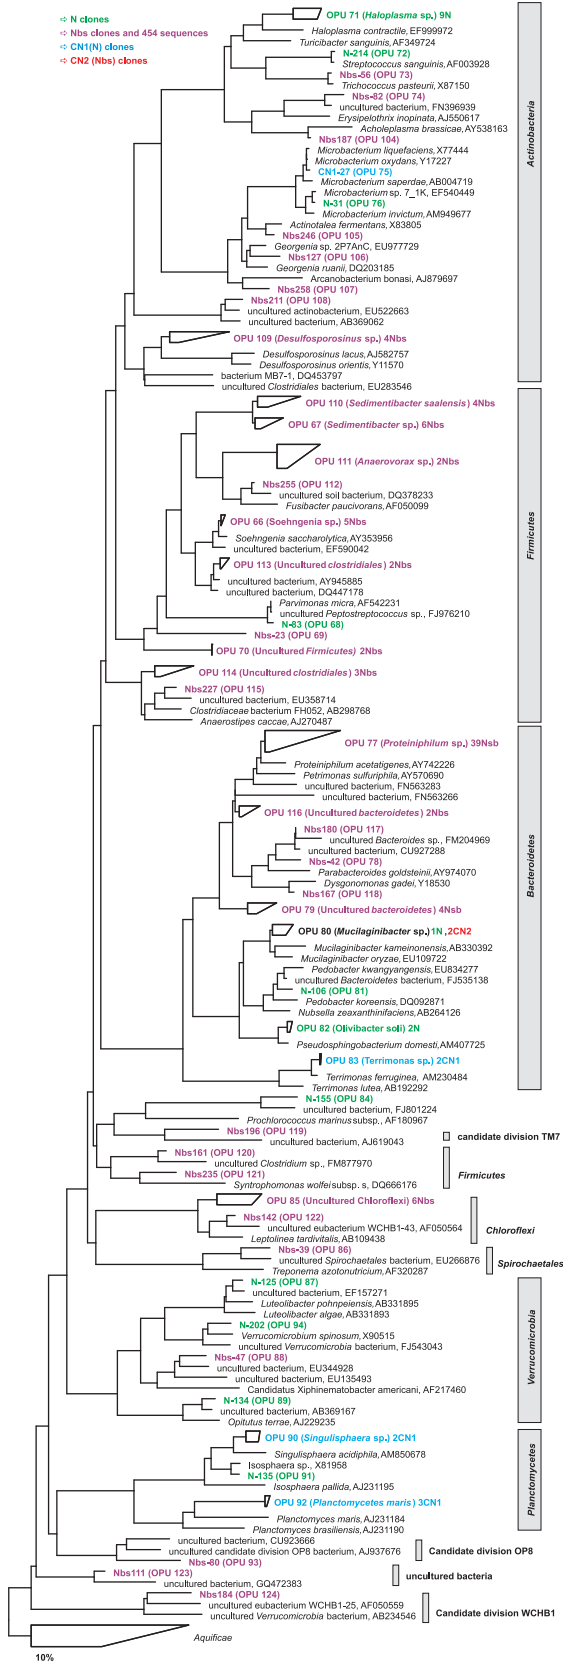 N clones
Nbs clones and 454 sequences
CN1(N) clones
CN2 (Nbs) clones
OPU 71 (Haloplasma sp.) 9N
Haloplasma contractile, EF999972
Turicibacter sanguinis, AF349724
N-214 (OPU 72)
Streptococcus sanguinis, AF003928
Nbs-56 (OPU 73)
Trichococcus pasteurii, X87150
Nbs-82 (OPU 74)
uncultured bacterium, FN396939
Erysipelothrix inopinata, AJ550617
Acholeplasma brassicae, AY538163
Nbs187 (OPU 104)
Microbacterium liquefaciens, X77444
Microbacterium oxydans, Y17227
CN1-27 (OPU 75)
Microbacterium saperdae, AB004719
Microbacterium sp. 7_1K, EF540449
N-31 (OPU 76)
Microbacterium invictum, AM949677
Actinotalea fermentans, X83805
Nbs246 (OPU 105)
Georgenia sp. 2P7AnC, EU977729
Nbs127 (OPU 106)
Georgenia ruanii, DQ203185
Arcanobacterium bonasi, AJ879697
Nbs258 (OPU 107)
Nbs211 (OPU 108)
uncultured actinobacterium, EU522663
uncultured bacterium, AB369062
Actinobacteria
OPU 109 (Desulfosporosinus sp.) 4Nbs
Desulfosporosinus lacus, AJ582757
Desulfosporosinus orientis, Y11570
bacterium MB7-1, DQ453797
uncultured Clostridiales bacterium, EU283546
OPU 110 (Sedimentibacter saalensis) 4Nbs
OPU 67 (Sedimentibacter sp.) 6Nbs
OPU 111 (Anaerovorax sp.) 2Nbs
Nbs255 (OPU 112)
uncultured soil bacterium, DQ378233
Fusibacter paucivorans, AF050099
OPU 66 (Soehngenia sp.) 5Nbs
Soehngenia saccharolytica, AY353956
uncultured bacterium, EF590042
OPU 113 (Uncultured clostridiales) 2Nbs
uncultured bacterium, AY945885
uncultured bacterium, DQ447178
Parvimonas micra, AF542231
uncultured Peptostreptococcus sp., FJ976210
N-83 (OPU 68)
Nbs-23 (OPU 69)
OPU 70 (Uncultured Firmicutes) 2Nbs
OPU 114 (Uncultured clostridiales) 3Nbs
Nbs227 (OPU 115)
uncultured bacterium, EU358714
Clostridiaceae bacterium FH052, AB298768
Anaerostipes caccae, AJ270487
Firmicutes
OPU 77 (Proteiniphilum sp.) 39Nsb
Proteiniphilum acetatigenes, AY742226
Petrimonas sulfuriphila, AY570690
uncultured bacterium, FN563283
uncultured bacterium, FN563266
OPU 116 (Uncultured bacteroidetes) 2Nbs
Nbs180 (OPU 117)
uncultured Bacteroides sp., FM204969
uncultured bacterium, CU927288
Nbs-42 (OPU 78)
Parabacteroides goldsteinii, AY974070
Dysgonomonas gadei, Y18530
Nbs167 (OPU 118)
OPU 79 (Uncultured bacteroidetes) 4Nsb
OPU 80 (Mucilaginibacter sp.) 1N ,2CN2
Mucilaginibacter kameinonensis, AB330392
Mucilaginibacter oryzae, EU109722
Pedobacter kwangyangensis, EU834277
uncultured Bacteroidetes bacterium, FJ535138
N-106 (OPU 81)
Pedobacter koreensis, DQ092871
Nubsella zeaxanthinifaciens, AB264126
OPU 82 (Olivibacter soli) 2N
Pseudosphingobacterium domesti, AM407725
OPU 83 (Terrimonas sp.) 2CN1
Terrimonas ferruginea, AM230484
Terrimonas lutea, AB192292
Bacteroidetes
N-155 (OPU 84)
uncultured bacterium, FJ801224
Prochlorococcus marinus subsp., AF180967
Nbs196 (OPU 119)
uncultured bacterium, AJ619043
candidate division TM7
Nbs161 (OPU 120)
uncultured Clostridium sp., FM877970
Nbs235 (OPU 121)
Syntrophomonas wolfei subsp. s, DQ666176
Firmicutes
OPU 85 (Uncultured Chloroflexi) 6Nbs
Nbs142 (OPU 122)
uncultured eubacterium WCHB1-43, AF050564
Leptolinea tardivitalis, AB109438
Chloroflexi
Nbs-39 (OPU 86)
uncultured Spirochaetales bacterium, EU266876
Treponema azotonutricium, AF320287
Spirochaetales
N-125 (OPU 87)
uncultured bacterium, EF157271
Luteolibacter pohnpeiensis, AB331895
Luteolibacter algae, AB331893
N-202 (OPU 94)
Verrucomicrobium spinosum, X90515
uncultured Verrucomicrobia bacterium, FJ543043
Nbs-47 (OPU 88)
uncultured bacterium, EU344928
uncultured bacterium, EU135493
Candidatus Xiphinematobacter americani, AF217460
N-134 (OPU 89)
uncultured bacterium, AB369167
Opitutus terrae, AJ229235
Verrucomicrobia
OPU 90 (Singulisphaera sp.) 2CN1
Singulisphaera acidiphila, AM850678
Isosphaera sp., X81958
N-135 (OPU 91)
Isosphaera pallida, AJ231195
OPU 92 (Planctomycetes maris) 3CN1
Planctomyces maris, AJ231184
Planctomyces brasiliensis, AJ231190
Planctomycetes
uncultured bacterium, CU923666
uncultured candidate division OP8 bacterium, AJ937676
Nbs-80 (OPU 93)
Candidate division OP8
Nbs111 (OPU 123)
uncultured bacterium, GQ472383
uncultured bacteria
Nbs184 (OPU 124)
uncultured eubacterium WCHB1-25, AF050559
uncultured Verrucomicrobia bacterium, AB234546
Candidate division WCHB1
Aquificae
10%